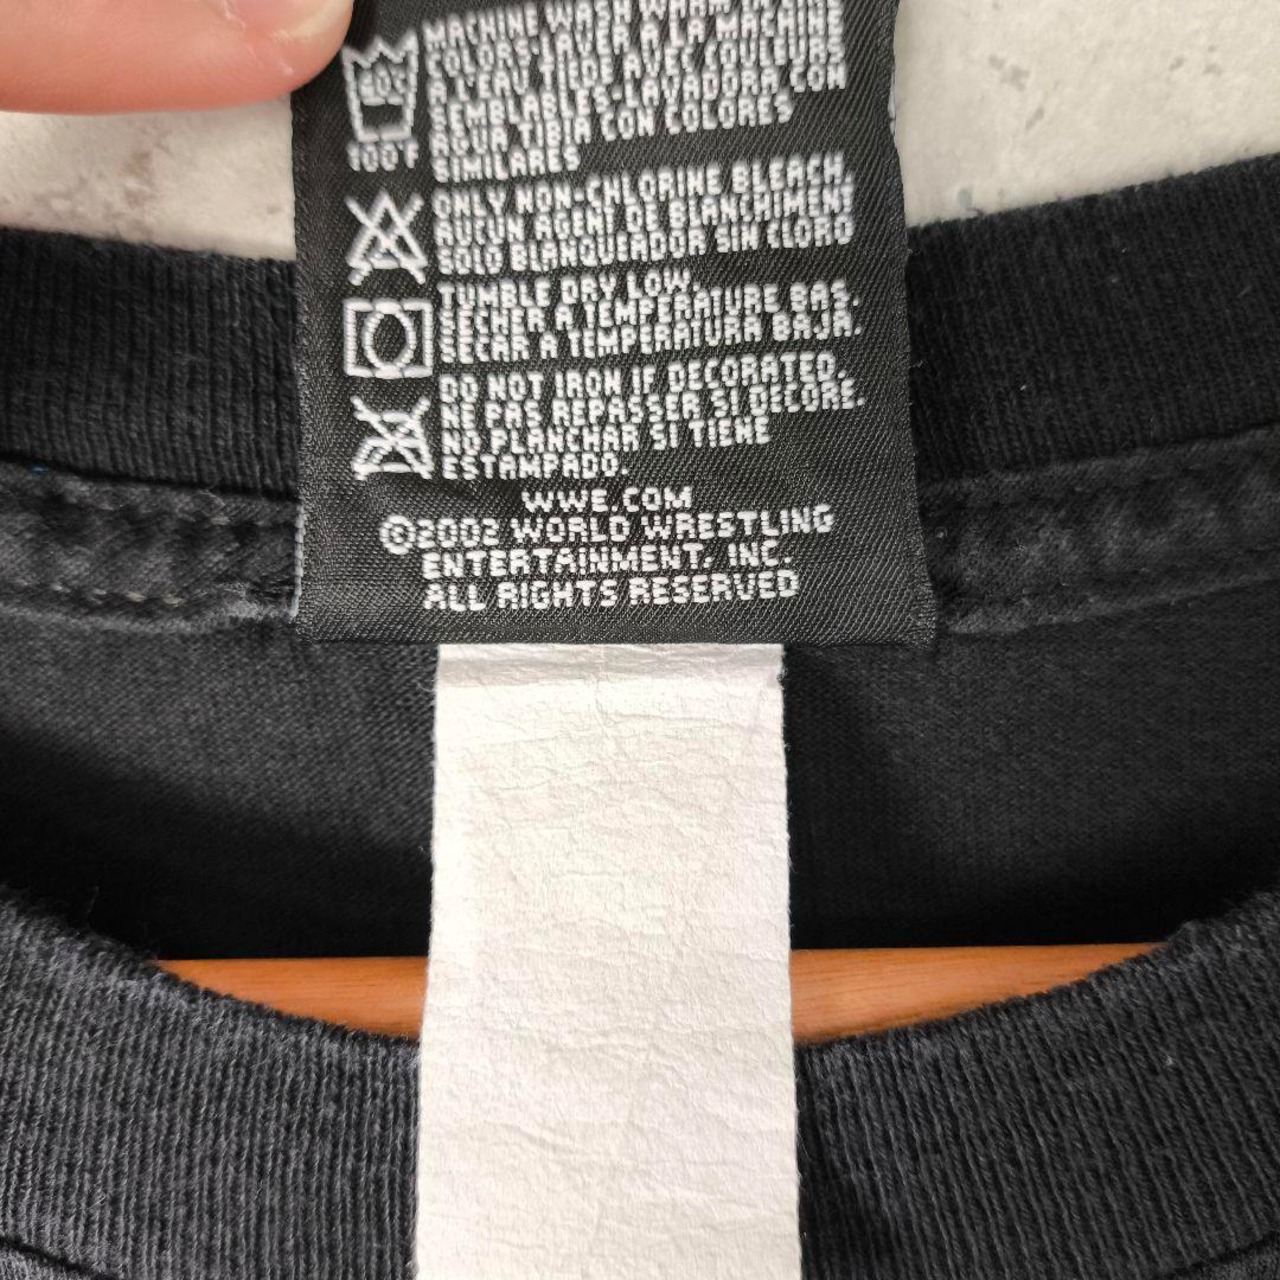 MACHINE WASH WARM
COLORS-LAVER A LA MACHINE
A L'EAU TIEDE AVEC COULEURS
SEMBLABLES-LAVADORA CON
AGUA TIBIA CON COLORES
SIMILARES
100F
ONLY NON-CHLORINE BLEACH
AUCUN AGENT DE BLANCHIMENT
SOLO BLANQUEADOR SIN CLORO
TUMBLE DRY LOW.
SECHER A TEMPERATURE BAS.
SECAR A TEMPERATURA BAJA.
DO NOT IRON IF DECORATED.
NE PAS REPASSER SI DECORE.
NO PLANCHAR SI TIENE
ESTAMPADO.
WWE.COM
©2002 WORLD WRESTLING
ENTERTAINMENT, INC.
ALL RIGHTS RESERVED